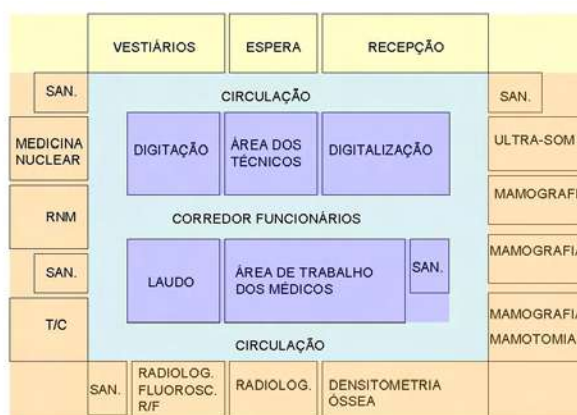 VESTIÁRIOS
ESPERA
RECEPÇÃO
SAN.
CIRCULAÇÃO
SAN.
MEDICINA
NUCLEAR
DIGITAÇÃO
ÁREA DOS
TÉCNICOS
DIGITALIZAÇÃO
ULTRA-SOM
RNM
CORREDOR FUNCIONÁRIOS
MAMOGRAFI
SAN.
LAUDO
ÁREA DE TRABALHO
DOS MÉDICOS
SAN.
MAMOGRAFIA
T/C
CIRCULAÇÃO
MAMOGRAFIA
MAMOTOMIA
SAN.
RADIOLOG.
FLUOROSC.
R/F
RADIOLOG.
DENSITOMETRIA
ÓSSEA